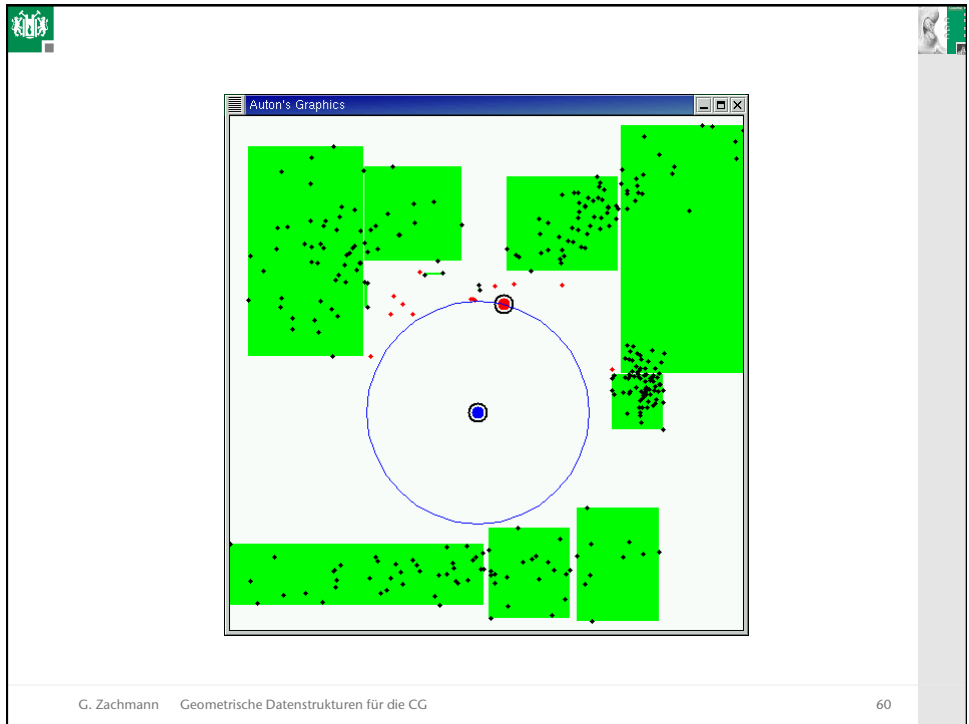 Auton's Graphics
G. Zachmann Geometrische Datenstrukturen für die CG 60